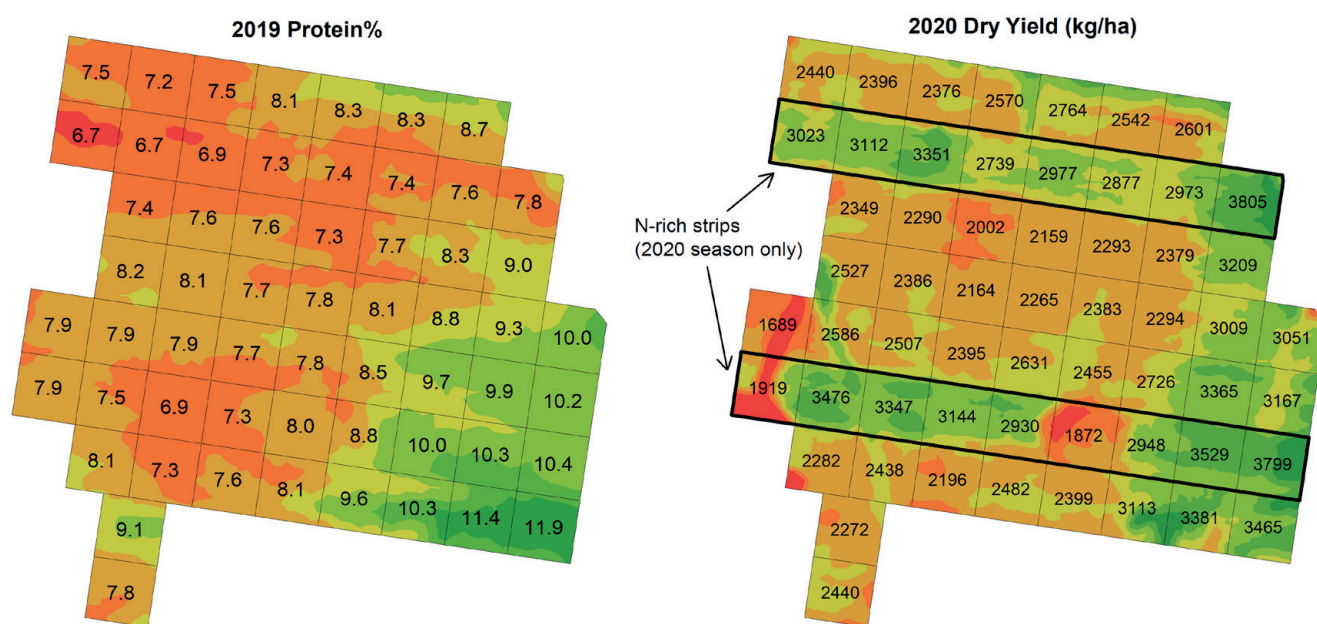 2019 Protein%
7.5 7.2 7.5 8.1 8.3 8.3 8.7
6.7 6.7 6.9 7.3 7.4 7.4 7.6 7.8
7.4 7.6 7.6 7.3 7.7 8.3 9.0
8.2 8.1 7.7 7.8 8.1 8.8 9.3 10.0
7.9 7.9 7.9 7.7 7.8 8.5 9.7 9.9 10.2
7.9 7.5 6.9 7.3 8.0 8.8 10.0 10.3 10.4
8.1 7.3 7.6 8.1 9.6 10.3 11.4 11.9
9.1
7.8
2020 Dry Yield (kg/ha)
2440 2396 2376 2570 2764 2542 2601
3023 3112 3351 2739 2977 2877 2973 3805
N-rich strips
(2020 season only)
2349 2290 2002 2159 2293 2379 3209
2527 2386 2164 2265 2383 2294 3009 3051
1689 2586 2507 2395 2631 2455 2726 3365 3167
1919 3476 3347 3144 2930 1872 2948 3529 3799
2282 2438 2196 2482 2399 3113 3381 3465
2272
2440